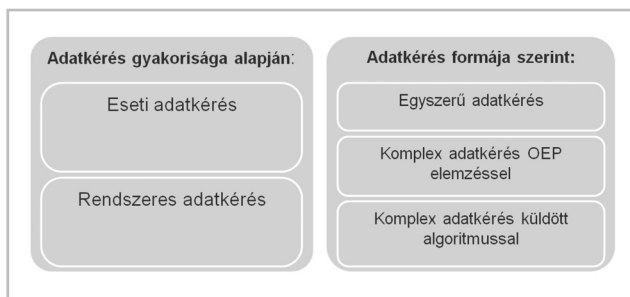 Adatkérés gyakorisága alapján:
Eseti adatkérés
Rendszeres adatkérés
Adatkérés formája szerint:
Egyszerű adatkérés
Komplex adatkérés OEP
elemzéssel
Komplex adatkérés küldött
algoritmussal